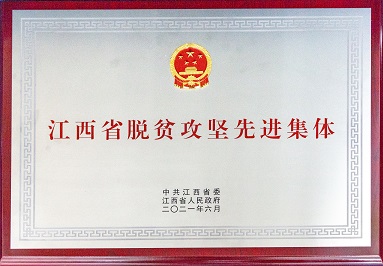 江西省脱贫攻坚先进集体
中共江西省委
江西省人民政府
二〇二一年六月